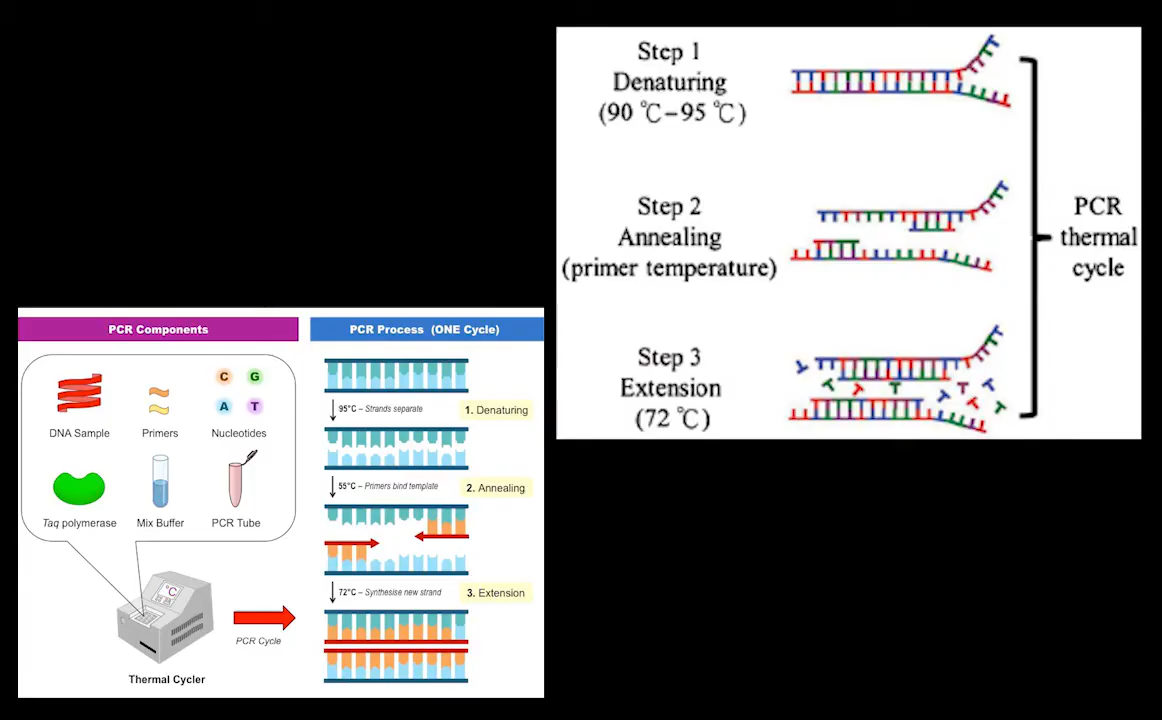 Step 1
Denaturing
(90 ℃-95 ℃)
Step 2
Annealing
(primer temperature)
Step 3
Extension
(72 ℃)
PCR
thermal
cycle
PCR Components
C G
A T
DNA Sample Primers Nucleotides
Taq polymerase Mix Buffer PCR Tube
°C
Thermal Cycler
PCR Cycle
PCR Process (ONE Cycle)
95°C – Strands separate 1. Denaturing
55°C – Primers bind template 2. Annealing
72°C – Synthesise new strand 3. Extension